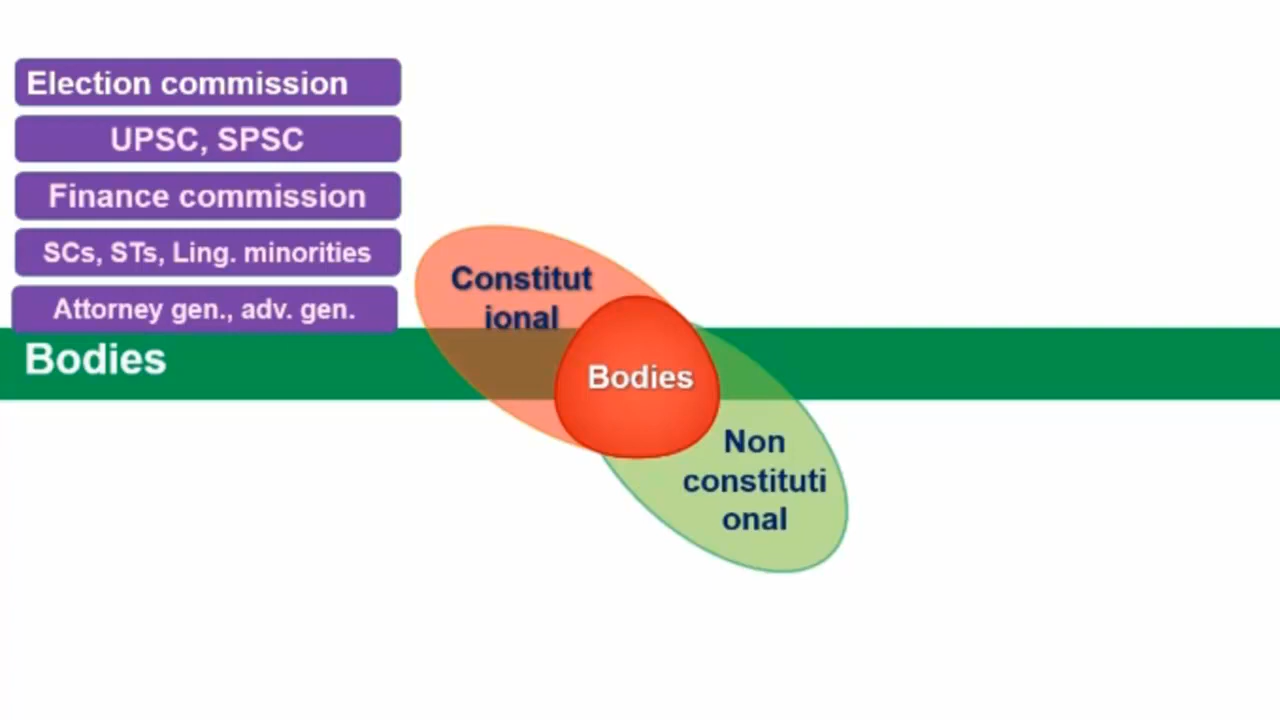 Election commission
UPSC, SPSC
Finance commission
SCs, STs, Ling. minorities
Attorney gen., adv. gen.
Bodies
Constitut
ional
Bodies
Non
constituti
onal